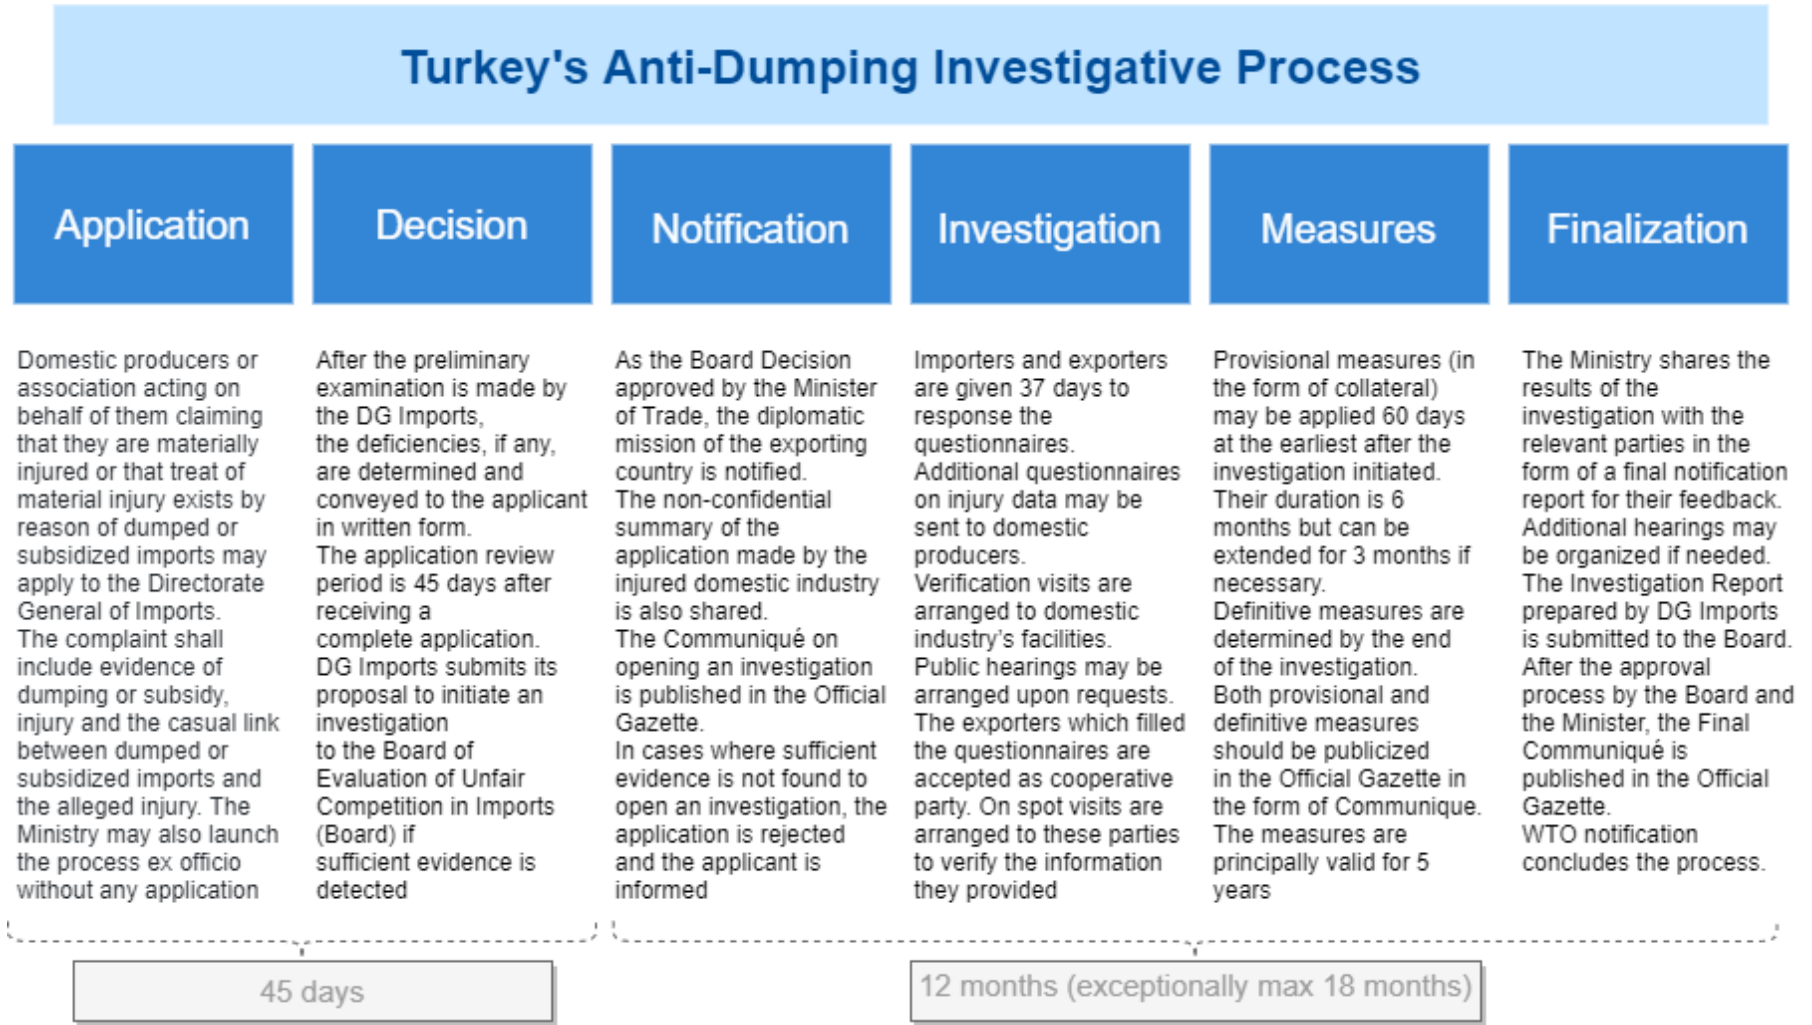 Turkey's Anti-Dumping Investigative Process
Application
Domestic producers or
association acting on
behalf of them claiming
that they are materially
injured or that treat of
material injury exists by
reason of dumped or
subsidized imports may
apply to the Directorate
General of Imports.
The complaint shall
include evidence of
dumping or subsidy,
injury and the casual link
between dumped or
subsidized imports and
the alleged injury. The
Ministry may also launch
the process ex officio
without any application
Decision
After the preliminary
examination is made by
the DG Imports,
the deficiencies, if any,
are determined and
conveyed to the applicant
in written form.
The application review
period is 45 days after
receiving a
complete application.
DG Imports submits its
proposal to initiate an
investigation
to the Board of
Evaluation of Unfair
Competition in Imports
(Board) if
sufficient evidence is
detected
Notification
As the Board Decision
approved by the Minister
of Trade, the diplomatic
mission of the exporting
country is notified.
The non-confidential
summary of the
application made by the
injured domestic industry
is also shared.
The Communiqué on
opening an investigation
is published in the Official
Gazette.
In cases where sufficient
evidence is not found to
open an investigation, the
application is rejected
and the applicant is
informed
Investigation
Importers and exporters
are given 37 days to
response the
questionnaires.
Additional questionnaires
on injury data may be
sent to domestic
producers.
Verification visits are
arranged to domestic
industry's facilities.
Public hearings may be
arranged upon requests.
The exporters which filled
the questionnaires are
accepted as cooperative
party. On spot visits are
arranged to these parties
to verify the information
they provided
Measures
Provisional measures (in
the form of collateral)
may be applied 60 days
at the earliest after the
investigation initiated.
Their duration is 6
months but can be
extended for 3 months if
necessary.
Definitive measures are
determined by the end
of the investigation.
Both provisional and
definitive measures
should be publicized
in the Official Gazette in
the form of Communique.
The measures are
principally valid for 5
years
Finalization
The Ministry shares the
results of the
investigation with the
relevant parties in the
form of a final notification
report for their feedback.
Additional hearings may
be organized if needed.
The Investigation Report
prepared by DG Imports
is submitted to the Board.
After the approval
process by the Board and
the Minister, the Final
Communiqué is
published in the Official
Gazette.
WTO notification
concludes the process.
45 days
12 months (exceptionally max 18 months)